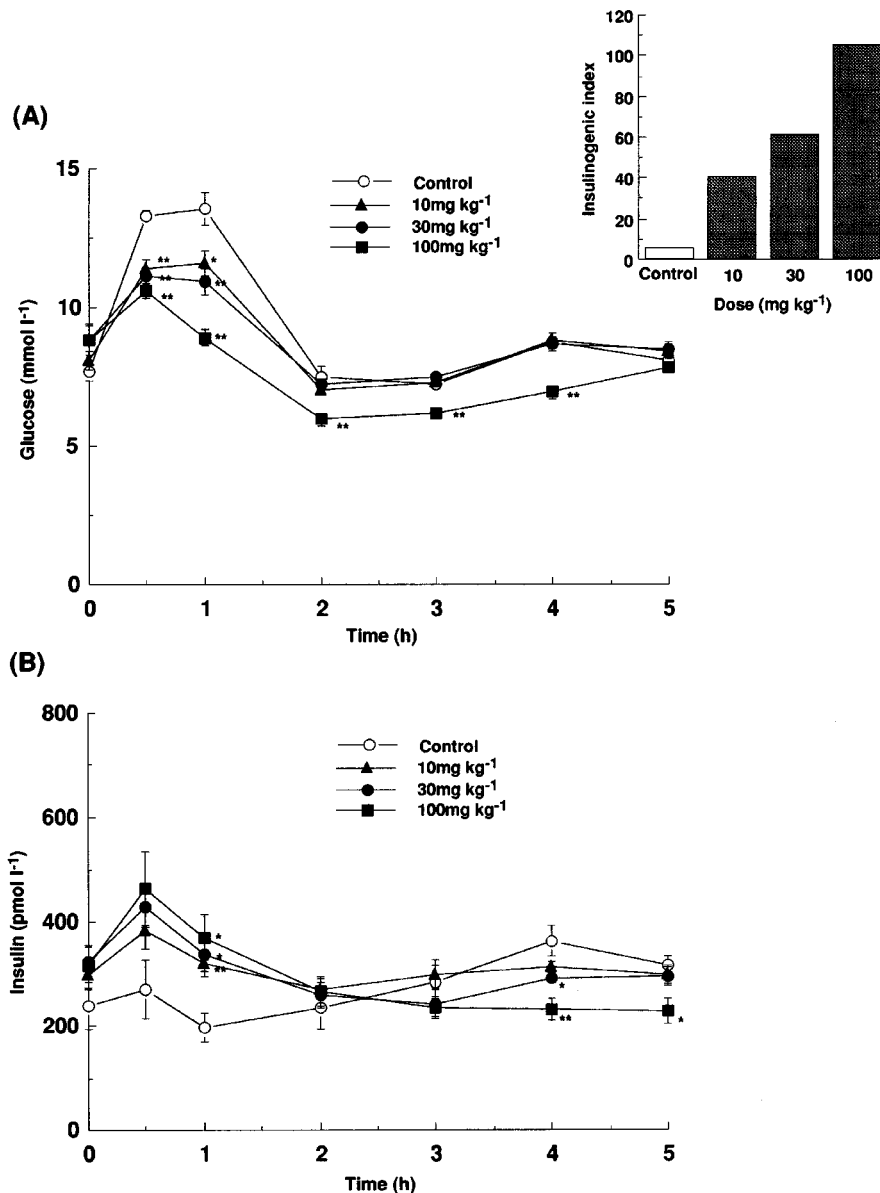 (A)
120
100
80
60
40
20
0
Insulinogenic index
Control 10 30 100
Dose (mg kg-1)
15
10
5
0
Glucose (mmol l-1)
Control
10mg kg-1
30mg kg-1
100mg kg-1
** *
** **
** **
** ** **
0 1 2 3 4 5
Time (h)
(B)
800
600
400
200
0
Insulin (pmol l-1)
Control
10mg kg-1
30mg kg-1
100mg kg-1
*
*
**
*
** *
0 1 2 3 4 5
Time (h)